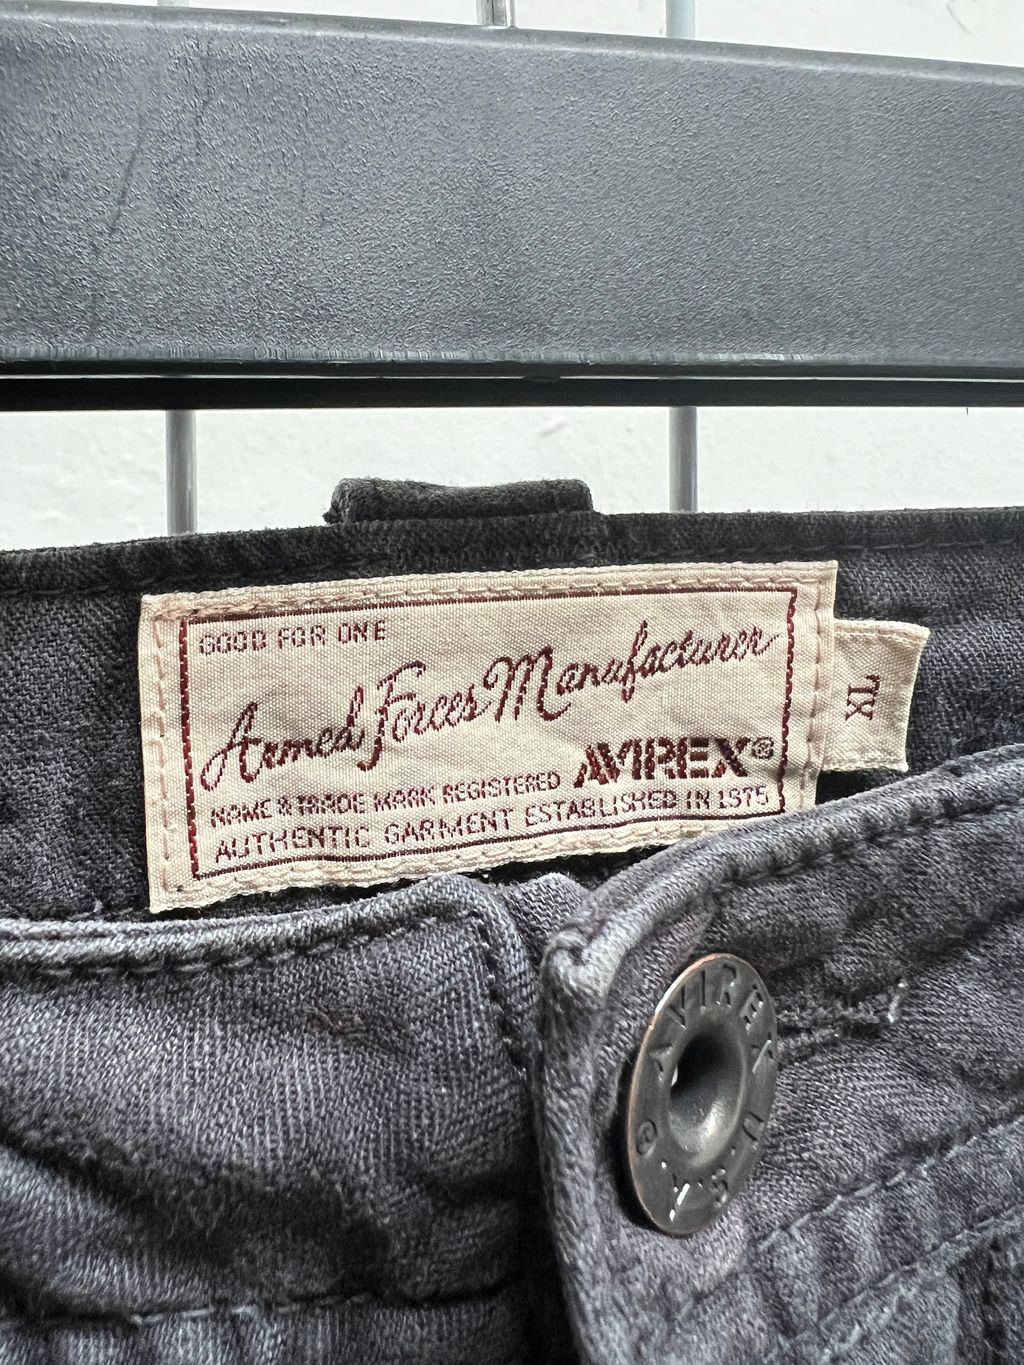 GOOD FOR ONE
Armed Forces Manufacturer
AVIREX®
NAME & TRADE MARK REGISTERED
AUTHENTIC GARMENT ESTABLISHED IN 1975
XL
AVIREX U.S.A. ®